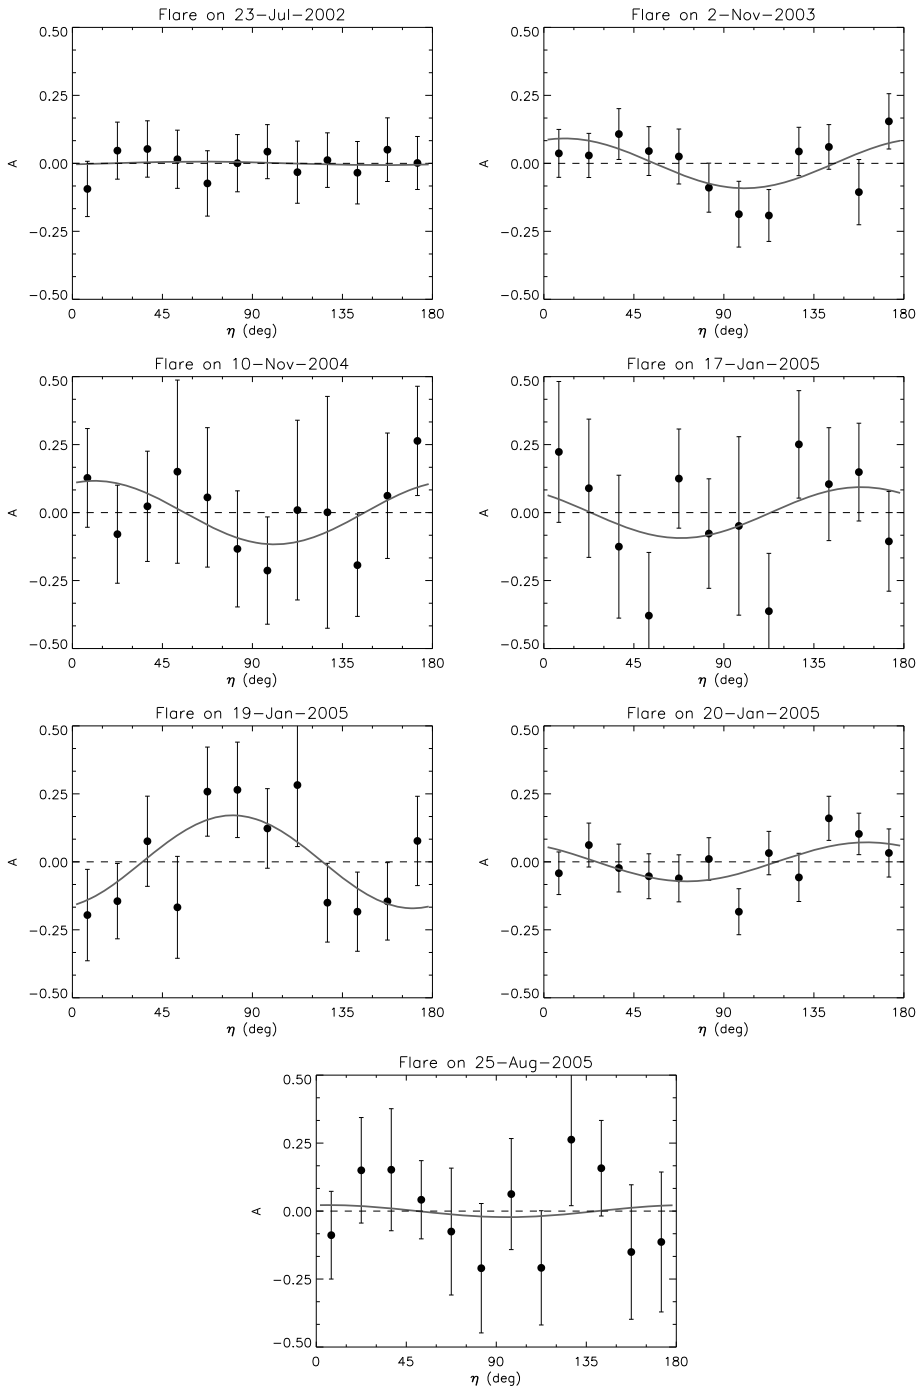 Flare on 23-Jul-2002
Flare on 2-Nov-2003
0.50
0.25
0.00
-0.25
-0.50
A
0 45 90 135 180
η (deg)
0.50
0.25
0.00
-0.25
-0.50
A
0 45 90 135 180
η (deg)
Flare on 10-Nov-2004
Flare on 17-Jan-2005
0.50
0.25
0.00
-0.25
-0.50
A
0 45 90 135 180
η (deg)
0.50
0.25
0.00
-0.25
-0.50
A
0 45 90 135 180
η (deg)
Flare on 19-Jan-2005
Flare on 20-Jan-2005
0.50
0.25
0.00
-0.25
-0.50
A
0 45 90 135 180
η (deg)
0.50
0.25
0.00
-0.25
-0.50
A
0 45 90 135 180
η (deg)
Flare on 25-Aug-2005
0.50
0.25
0.00
-0.25
-0.50
A
0 45 90 135 180
η (deg)